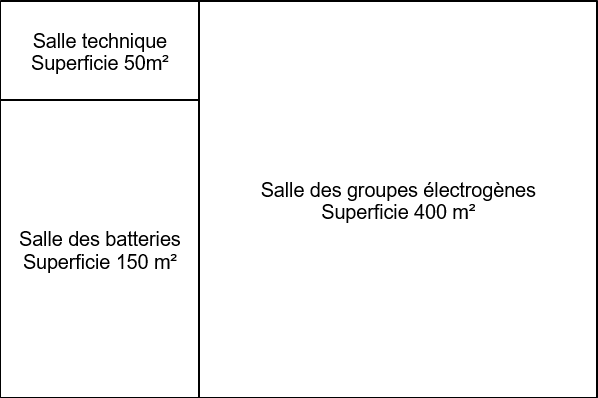 Salle technique
Superficie 50m²
Salle des groupes électrogènes
Superficie 400 m²
Salle des batteries
Superficie 150 m²